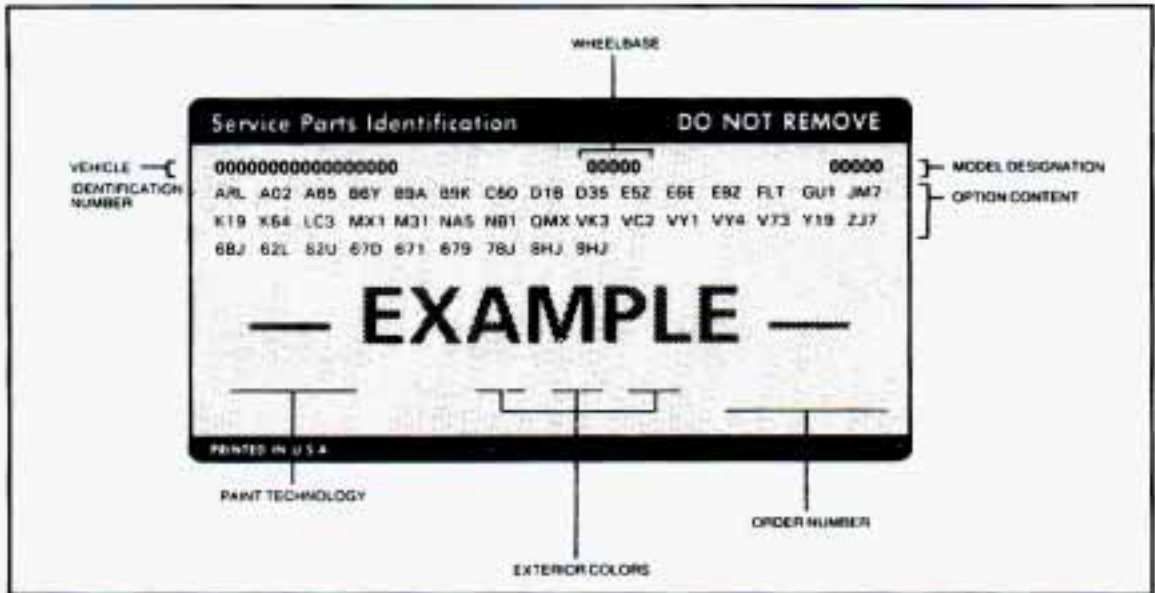 WHEELBASE
Service Parts Identification DO NOT REMOVE
VEHICLE IDENTIFICATION NUMBER
00000000000000000 00000 00000
MODEL DESIGNATION
ARL A02 A65 B6Y B9A B9K C60 D16 D35 E5Z E6E E9Z FLT GU1 JM7
OPTION CONTENT
K19 K64 LC3 MX1 M31 NA5 NB1 QMX VK3 VC2 VY1 VY4 V73 Y19 ZJ7
6BJ 62L 62U 67D 671 679 78J 8HJ 9HJ
— EXAMPLE —
PRINTED IN U S A
PAINT TECHNOLOGY
ORDER NUMBER
EXTERIOR COLORS